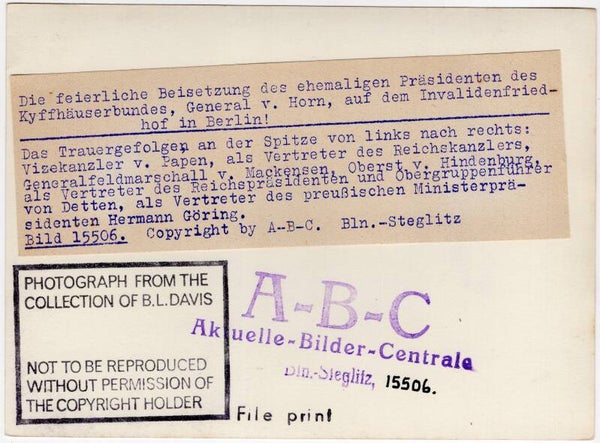 Die feierliche Beisetzung des ehemaligen Präsidenten des
Kyffhäuserbundes, General v. Horn, auf dem Invalidenfried-
hof in Berlin!
Das Trauergefolgen an der Spitze von links nach rechts:
Vizekanzler v. Papen, als Vertreter des Reichskanzlers,
Generalfeldmarschall v. Mackensen, Oberst v. Hindenburg,
als Vertreter des Reichspräsidenten und Obergruppenführer
von Detten, als Vertreter des preußischen Ministerprä-
sidenten Hermann Göring.
Bild 15506. Copyright by A-B-C. Bln.-Steglitz
PHOTOGRAPH FROM THE
COLLECTION OF B.L.DAVIS
NOT TO BE REPRODUCED
WITHOUT PERMISSION OF
THE COPYRIGHT HOLDER
A-B-C
Aktuelle-Bilder-Centrale
Bln.-Steglitz, 15506.
File print